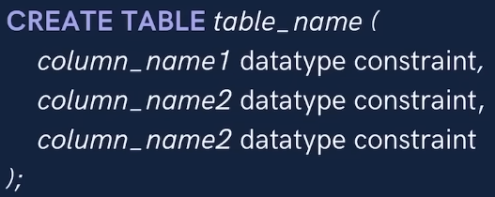 CREATE TABLE table_name (
column_name1 datatype constraint,
column_name2 datatype constraint,
column_name2 datatype constraint
);